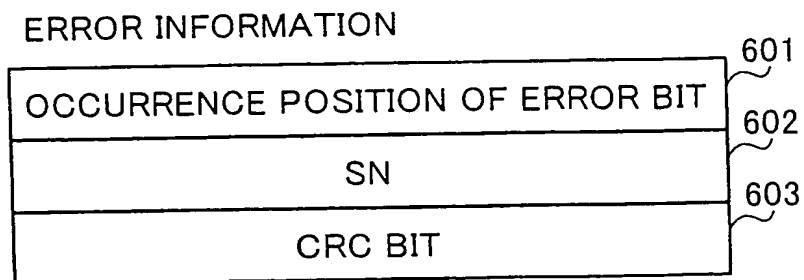 ERROR INFORMATION
OCCURRENCE POSITION OF ERROR BIT 601
SN 602
CRC BIT 603